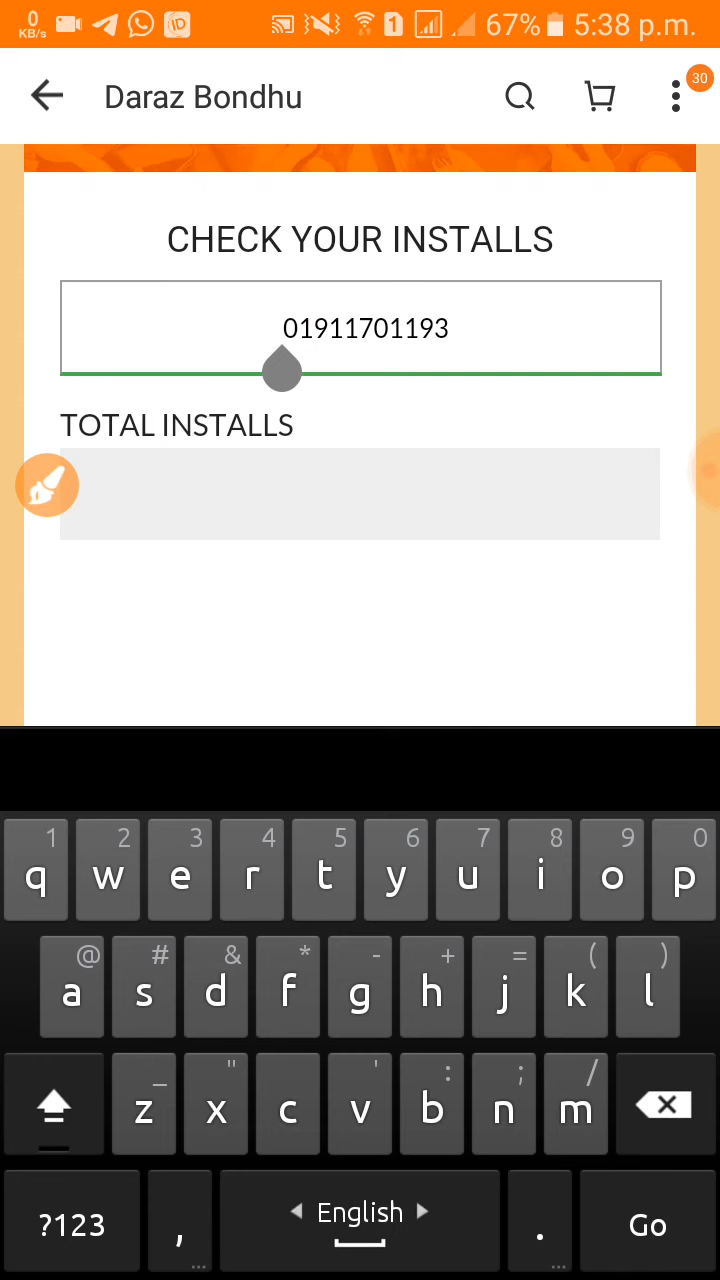 0 KB/s 1 67% 5:38 p.m.
Daraz Bondhu 30
CHECK YOUR INSTALLS
01911701193
TOTAL INSTALLS
1 2 3 4 5 6 7 8 9 0
q w e r t y u i o p
@ # & * - + = ( )
a s d f g h j k l
_ " ' : ; /
z x c v b n m
?123 , English . Go